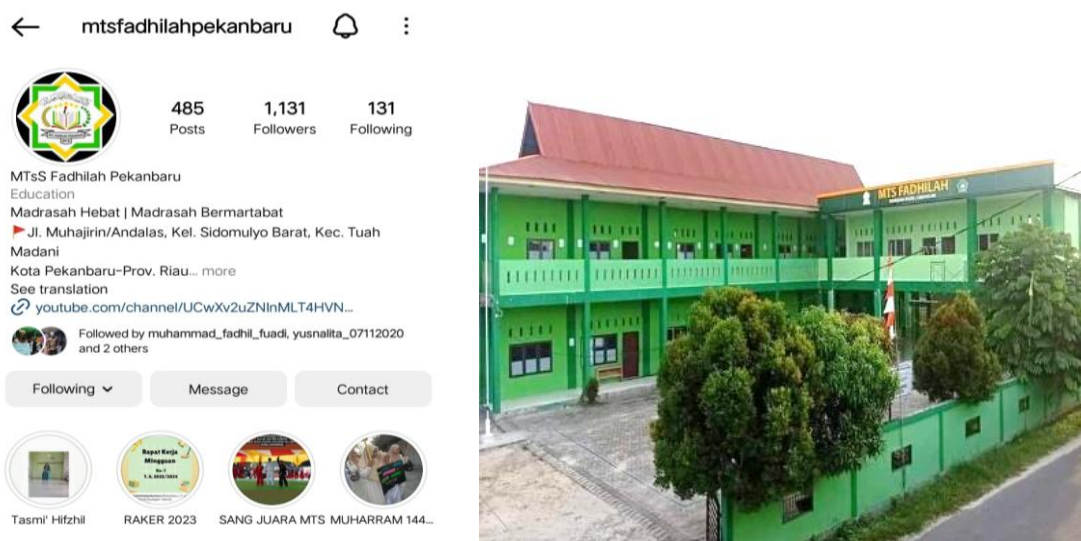 mtsfadhilahpekanbaru
485
1,131
131
Posts
Followers
Following
MTsS Fadhilah Pekanbaru
Education
Madrasah Hebat | Madrasah Bermartabat
Jl. Muhajirin/Andalas, Kel. Sidomulyo Barat, Kec. Tuah
Madani
Kota Pekanbaru-Prov. Riau... more
See translation
youtube.com/channel/UCwXv2uZNInMLT4HVN...
Followed by muhammad_fadhil_fuadi, yusnalita_07112020
and 2 others
Following
Message
Contact
Rapat Kerja
Mingguan
Tasmi' Hifzhil
RAKER 2023
SANG JUARA MTS
MUHARRAM 144...
MTS FADHILAH